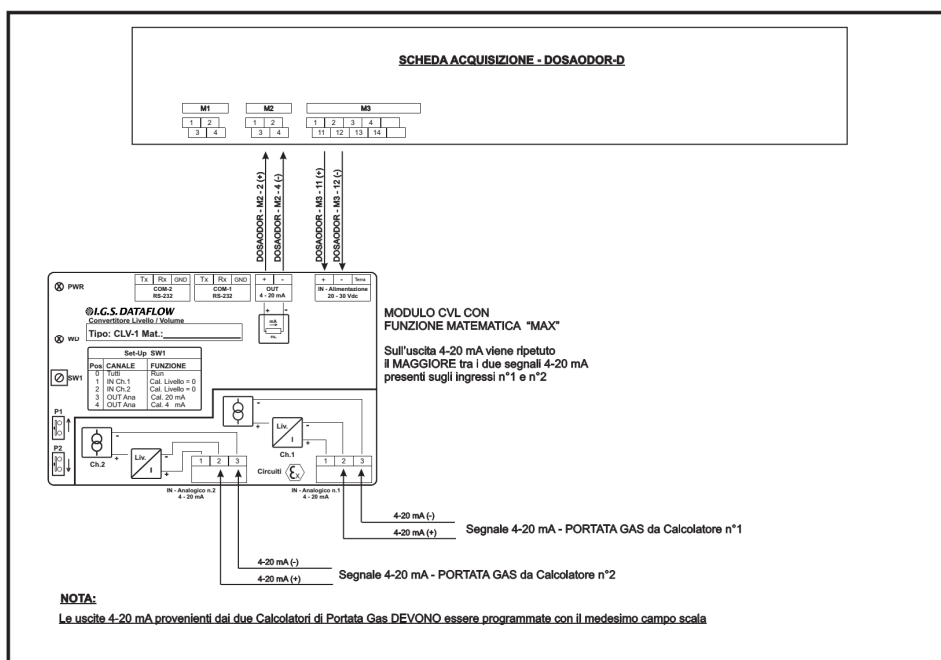 SCHEDA ACQUISIZIONE - DOSAODOR-D
M1 M2 M3
1 2 1 2 1 2 3 4
3 4 3 4 11 12 13 14
DOSAODOR - M2 - 2 (+)
DOSAODOR - M2 - 4 (-)
DOSAODOR - M3 - 11 (+)
DOSAODOR - M3 - 12 (-)
PWR
Tx Rx GND
COM-2
RS-232
Tx Rx GND
COM-1
RS-232
+ -
OUT
4 - 20 mA
+ - Terra
IN - Alimentazione
20 - 30 Vdc
+ -
mA
I.G.S. DATAFLOW
Convertitore Livello / Volume
WD
Tipo: CLV-1 Mat.:
MODULO CVL CON
FUNZIONE MATEMATICA “MAX”
Sull’uscita 4-20 mA viene ripetuto
il MAGGIORE tra i due segnali 4-20 mA
presenti sugli ingressi n°1 e n°2
Set-Up SW1
Pos CANALE FUNZIONE
0 Tutti Run
1 IN Ch.1 Cal. Livello = 0
2 IN Ch.2 Cal. Livello = 0
3 OUT Ana Cal. 20 mA
4 OUT Ana Cal. 4 mA
SW1
P1
P2
- +
Liv.
I
- +
Ch.1
- +
Ch.2
Liv.
I
- +
1 2 3
Circuiti Ex
1 2 3
IN - Analogico n.2
4 - 20 mA
IN - Analogico n.1
4 - 20 mA
4-20 mA (-)
4-20 mA (+)
Segnale 4-20 mA - PORTATA GAS da Calcolatore n°1
4-20 mA (-)
4-20 mA (+)
Segnale 4-20 mA - PORTATA GAS da Calcolatore n°2
NOTA:
Le uscite 4-20 mA provenienti dai due Calcolatori di Portata Gas DEVONO essere programmate con il medesimo campo scala